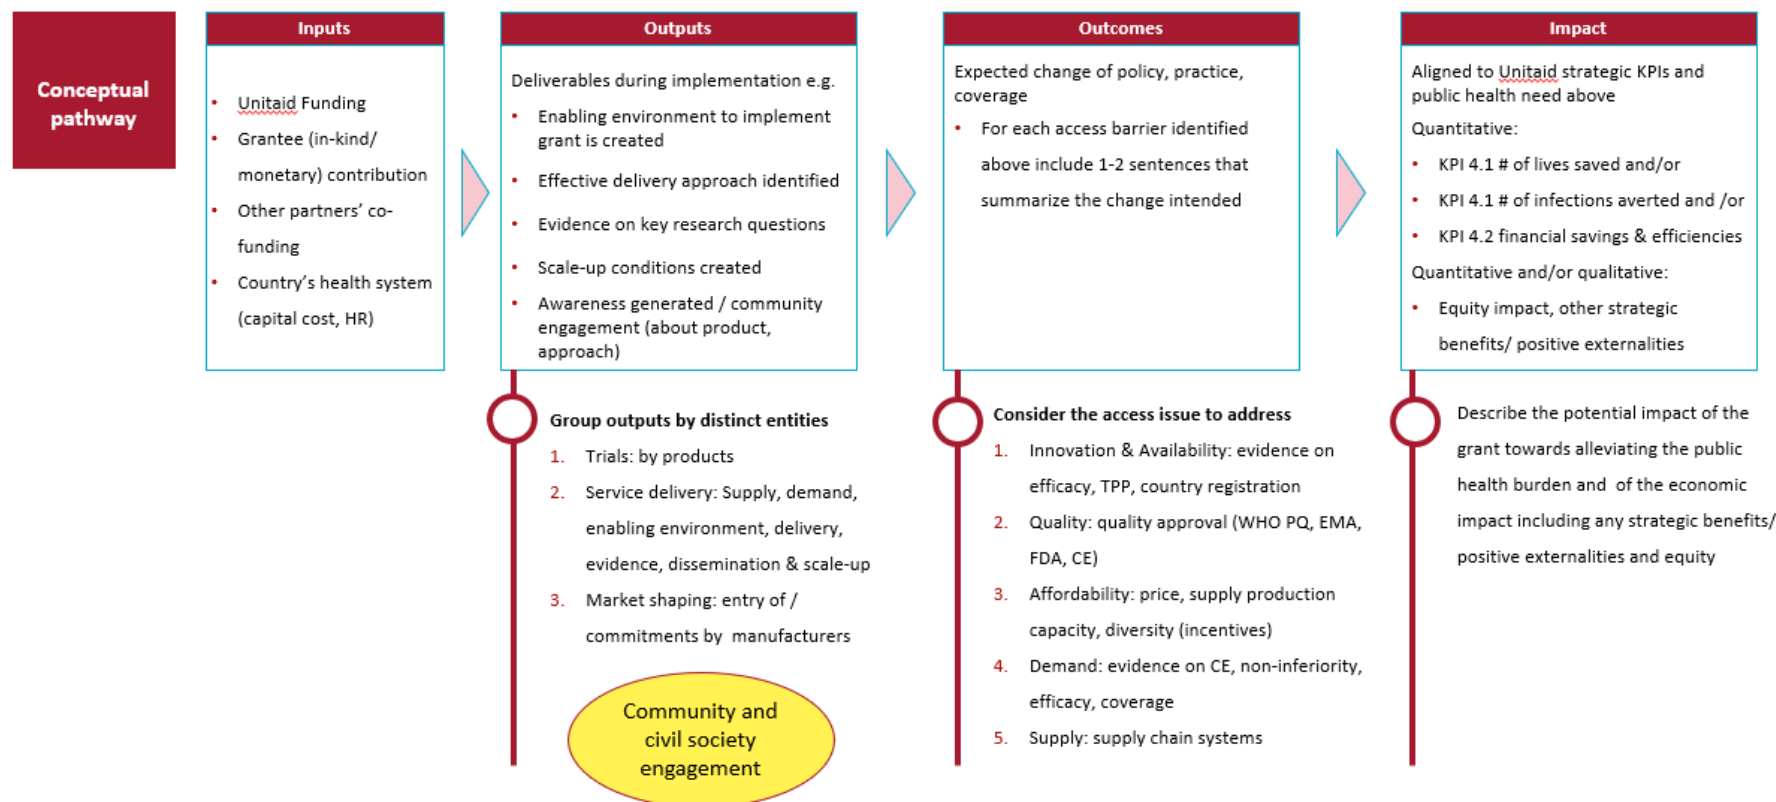 Conceptual
pathway
Inputs
• Unitaid Funding
• Grantee (in-kind/
monetary) contribution
• Other partners’ co-
funding
• Country’s health system
(capital cost, HR)
Outputs
Deliverables during implementation e.g.
• Enabling environment to implement
grant is created
• Effective delivery approach identified
• Evidence on key research questions
• Scale-up conditions created
• Awareness generated / community
engagement (about product,
approach)
Outcomes
Expected change of policy, practice,
coverage
• For each access barrier identified
above include 1-2 sentences that
summarize the change intended
Impact
Aligned to Unitaid strategic KPIs and
public health need above
Quantitative:
• KPI 4.1 # of lives saved and/or
• KPI 4.1 # of infections averted and /or
• KPI 4.2 financial savings & efficiencies
Quantitative and/or qualitative:
• Equity impact, other strategic
benefits/ positive externalities
Group outputs by distinct entities
1. Trials: by products
2. Service delivery: Supply, demand,
enabling environment, delivery,
evidence, dissemination & scale-up
3. Market shaping: entry of /
commitments by manufacturers
Community and
civil society
engagement
Consider the access issue to address
1. Innovation & Availability: evidence on
efficacy, TPP, country registration
2. Quality: quality approval (WHO PQ, EMA,
FDA, CE)
3. Affordability: price, supply production
capacity, diversity (incentives)
4. Demand: evidence on CE, non-inferiority,
efficacy, coverage
5. Supply: supply chain systems
Describe the potential impact of the
grant towards alleviating the public
health burden and of the economic
impact including any strategic benefits/
positive externalities and equity